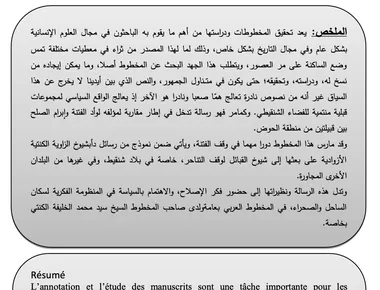 الملخص: يعد تحقيق المخطوطات ودراستها من أهم ما يقوم به الباحثون في مجال العلوم الإنسانية
بشكل عام وفي مجال التاريخ بشكل خاص، وذلك لما لهذا المصدر من ثراء في معطيات مختلفة تمس
وضع الساكنة على مر العصور، ويتطلب هذا الجهد البحث عن المخطوط أصلا، وما يمكن إيجاده من
نسخ له، ودراسته، وتحقيقه؛ حتى يكون في متناول الجمهور، والنص الذي بين أيدينا لا يخرج عن هذا
السياق غير أنه من نصوص نادرة تعالج همّا صعبا ونادرا هو الآخر إذ يعالج الواقع السياسي لمجموعات
قبلية منتمية للفضاء الشنقيطي. وكامر فهو رسالة تدخل في إطار مقاربة لمؤلفه لوأد الفتنة وإبرام الصلح
بين قبيلتين من منطقة الحوض.
وقد مارس هذا المخطوط دورا مهما في وقف الفتنة، ويأتي ضمن نموذج من رسائل دأبشيوخ الزاوية الكنتية
الأزوادية على بعثها إلى شيوخ القبائل لوقف التناحر، خاصة في بلاد شنقيط، وفي غيرها من البلدان
الأخرى المجاورة.
وتدل هذه الرسالة ونظيراتها إلى حضور فكر الإصلاح، والاهتمام بالسياسة في المنظومة الفكرية لسكان
الساحل والصحراء، في المخطوط العربي بعامةولدى صاحب المخطوط الشيخ سيد محمد الخليفة الكنتي
بخاصة.
Résumé
L'annotation et l'étude des manuscrits sont une tâche importante pour les